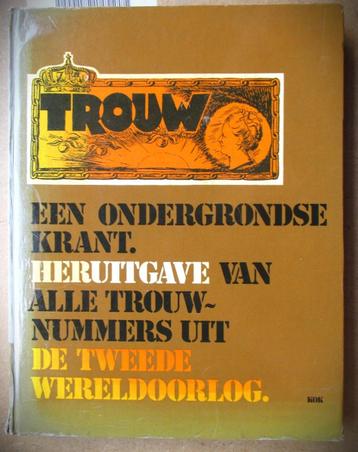 TROUW
EEN ONDERGRONDSE
KRANT.
HERUITGAVE VAN
ALLE TROUW-
NUMMERS UIT
DE TWEEDE
WERELDOORLOG.
KOK